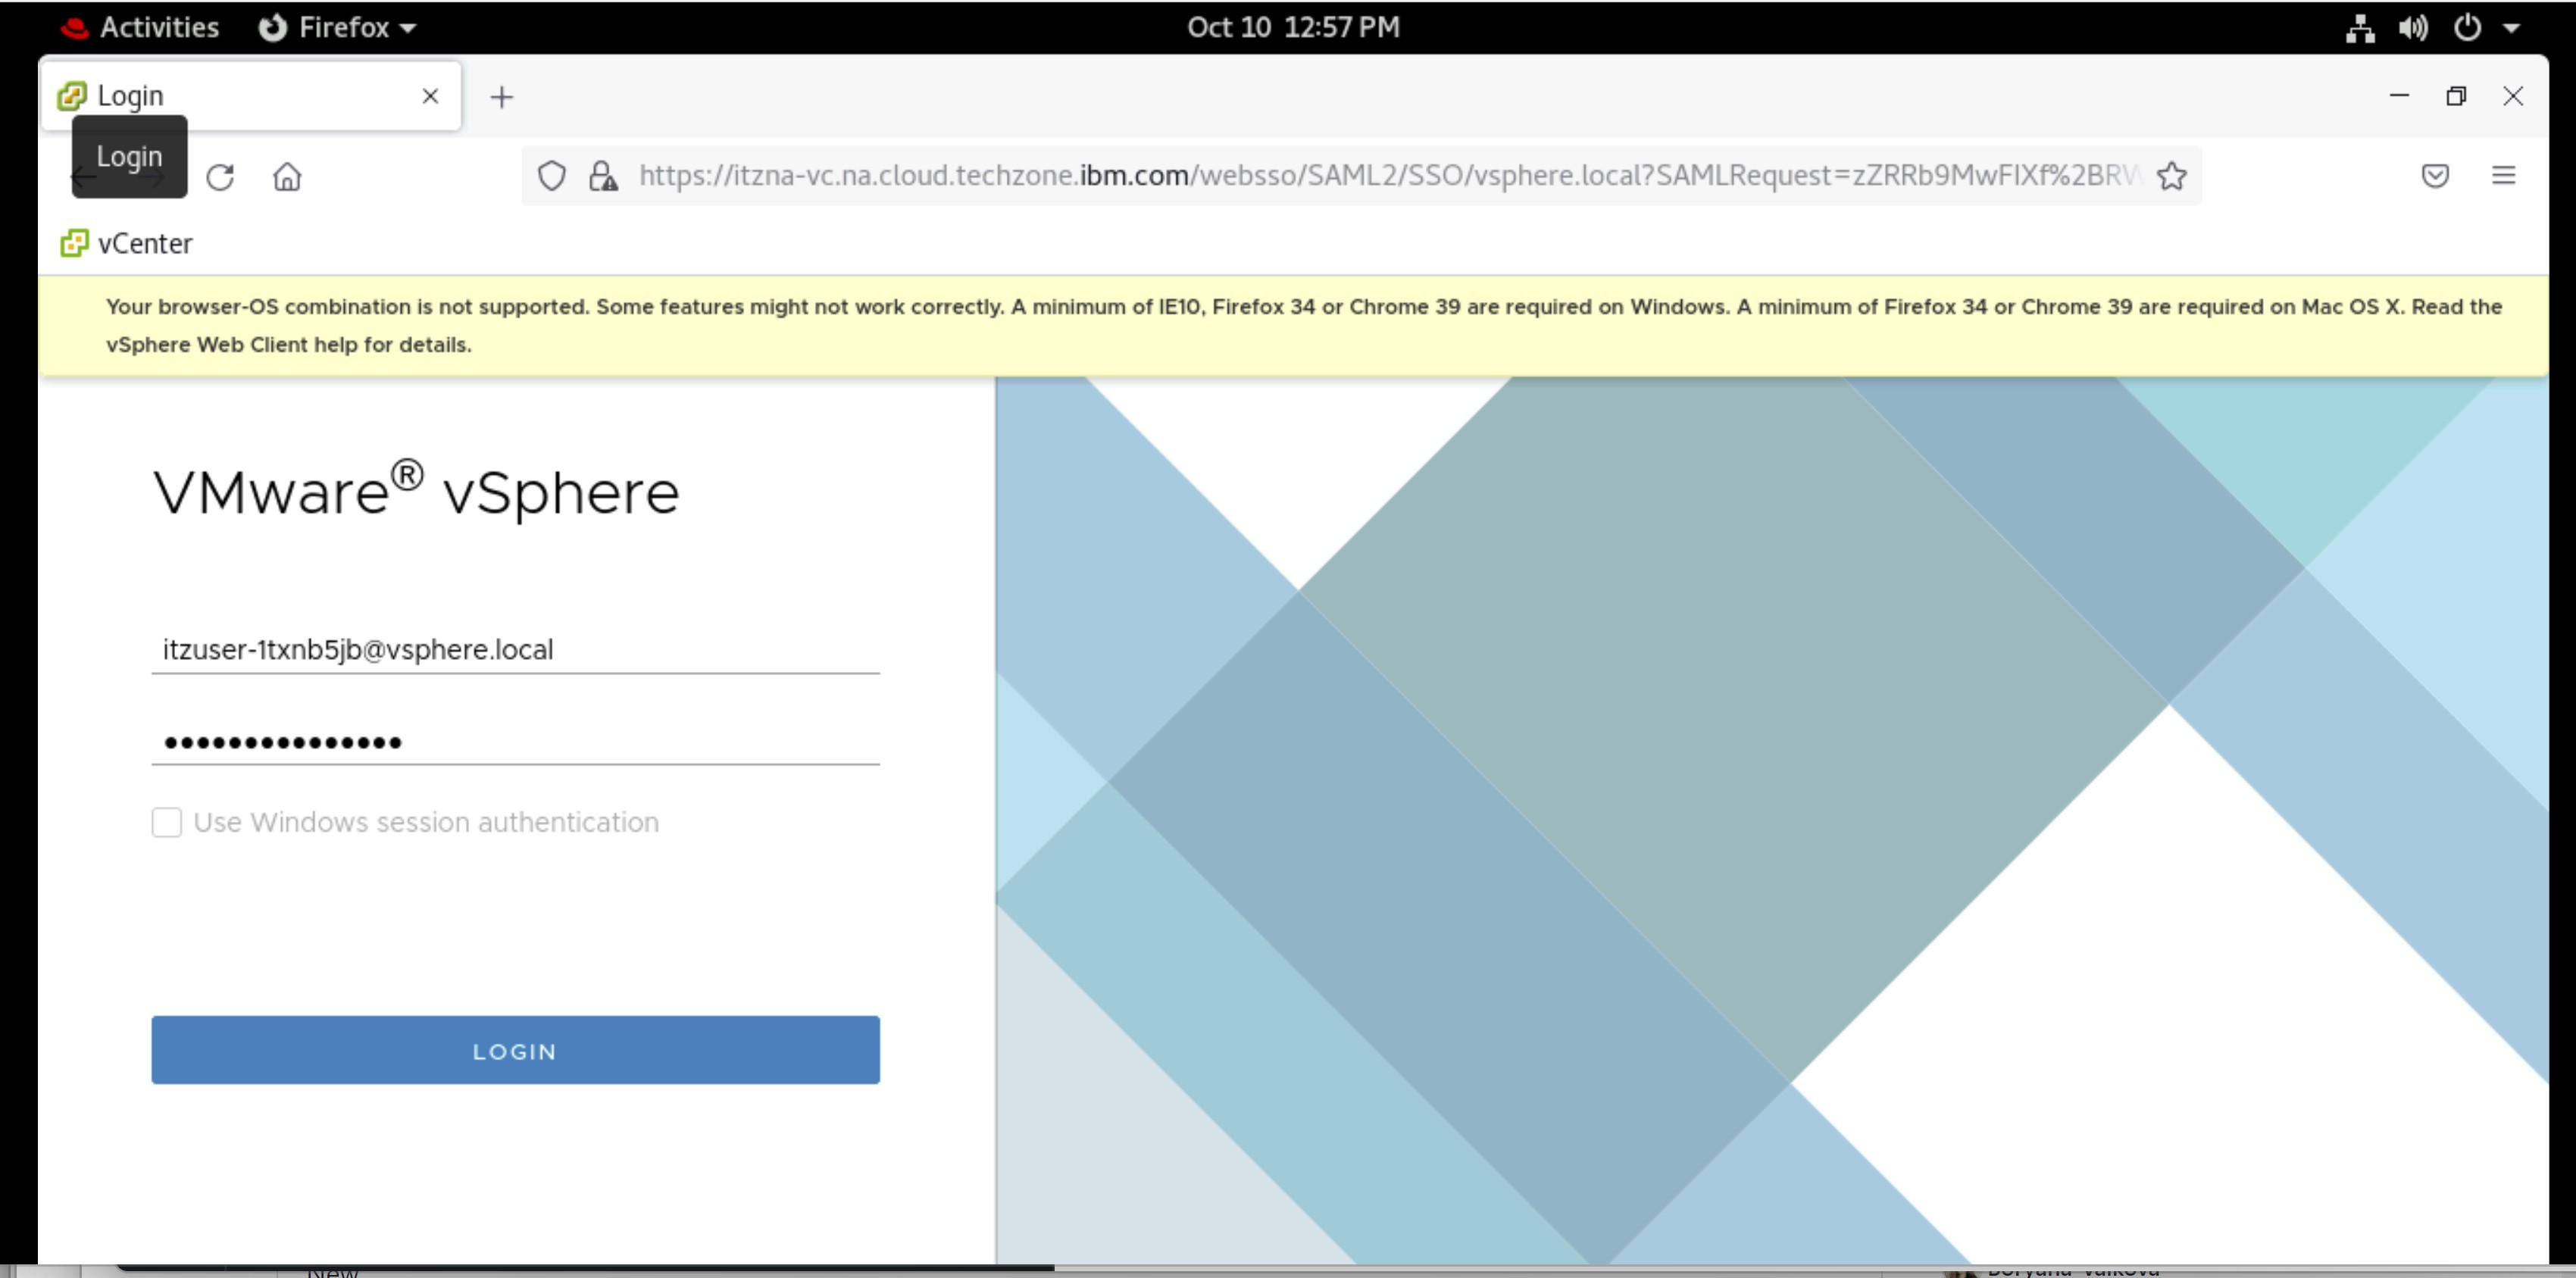 Activities Firefox Oct 10 12:57 PM
Login
Login
https://itzna-vc.na.cloud.techzone.ibm.com/websso/SAML2/SSO/vsphere.local?SAMLRequest=zZRRb9MwFIXf%2BRW
vCenter
Your browser-OS combination is not supported. Some features might not work correctly. A minimum of IE10, Firefox 34 or Chrome 39 are required on Windows. A minimum of Firefox 34 or Chrome 39 are required on Mac OS X. Read the
vSphere Web Client help for details.
VMware® vSphere
itzuser-1txnb5jb@vsphere.local
Use Windows session authentication
LOGIN
New